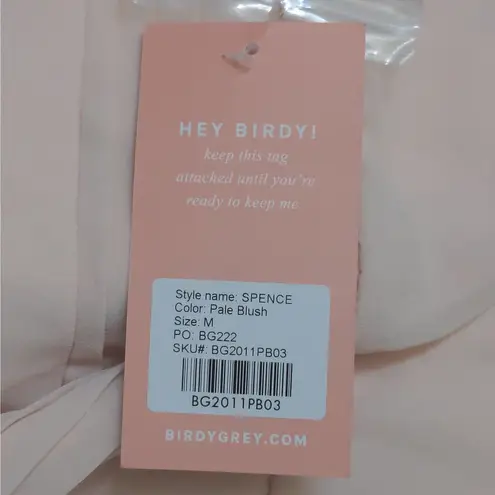 HEY BIRDY!
keep this tag
attached until you're
ready to keep me
Style name: SPENCE
Color: Pale Blush
Size: M
PO: BG222
SKU#: BG2011PB03
BG2011PB03
BIRDYGREY.COM